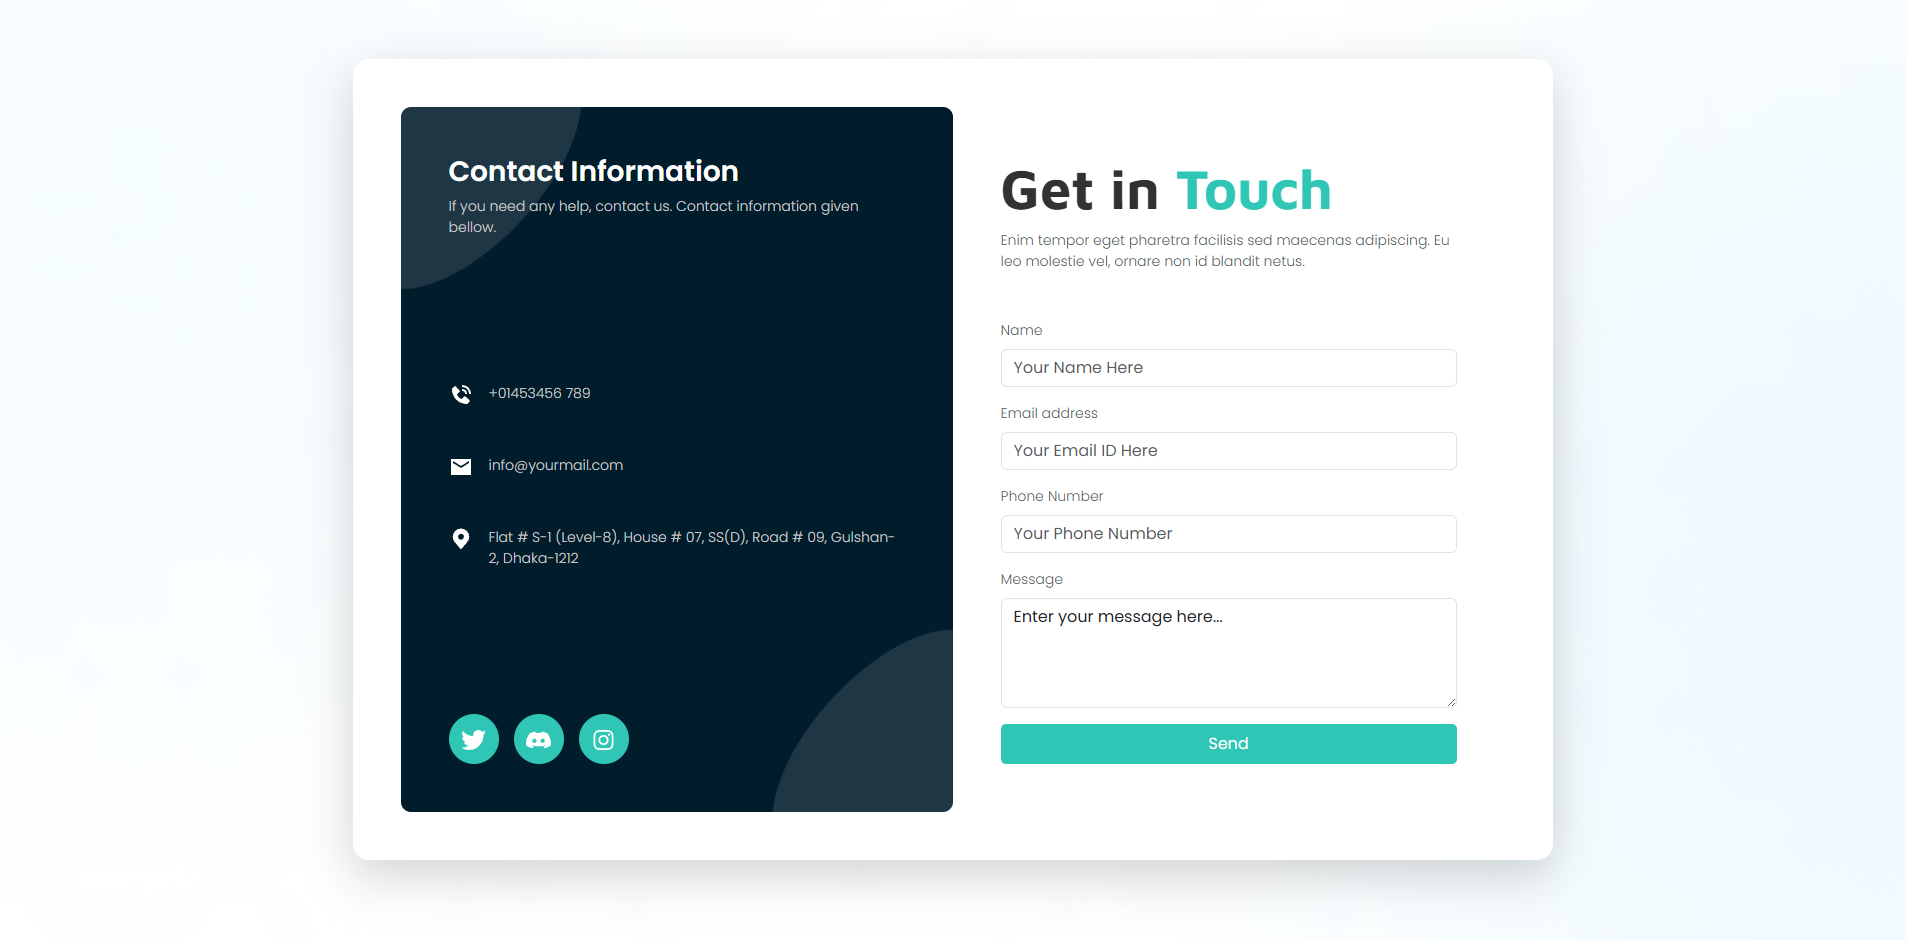 Contact Information
If you need any help, contact us. Contact information given
bellow.
+01453456 789
info@yourmail.com
Flat # S-1 (Level-8), House # 07, SS(D), Road # 09, Gulshan-
2, Dhaka-1212
Get in Touch
Enim tempor eget pharetra facilisis sed maecenas adipiscing. Eu
leo molestie vel, ornare non id blandit netus.
Name
Your Name Here
Email address
Your Email ID Here
Phone Number
Your Phone Number
Message
Enter your message here...
Send